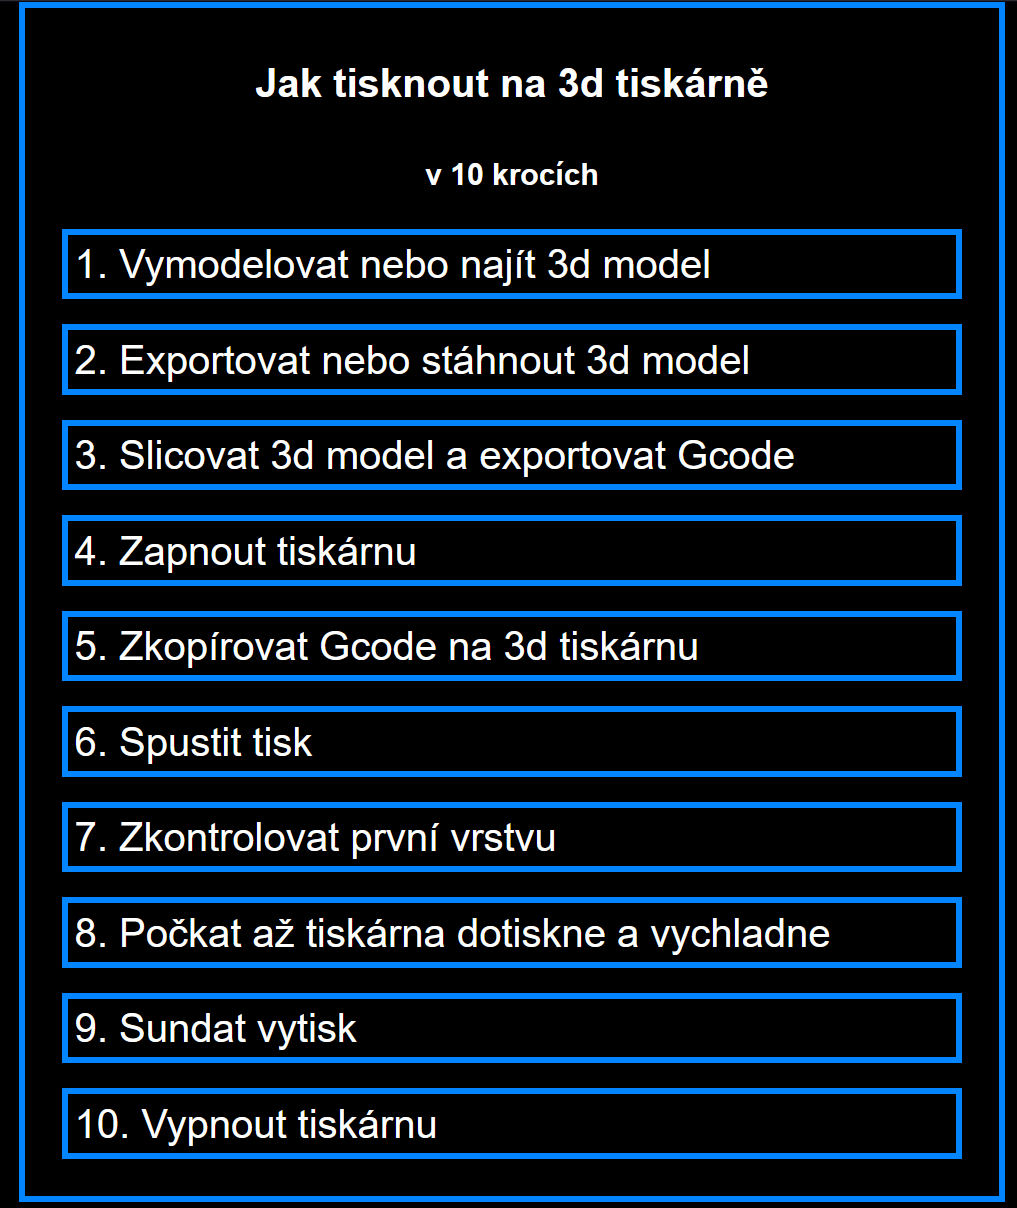 Jak tisknout na 3d tiskárně
v 10 krocích
1. Vymodelovat nebo najít 3d model
2. Exportovat nebo stáhnout 3d model
3. Slicovat 3d model a exportovat Gcode
4. Zapnout tiskárnu
5. Zkopírovat Gcode na 3d tiskárnu
6. Spustit tisk
7. Zkontrolovat první vrstvu
8. Počkat až tiskárna dotiskne a vychladne
9. Sundat vytisk
10. Vypnout tiskárnu